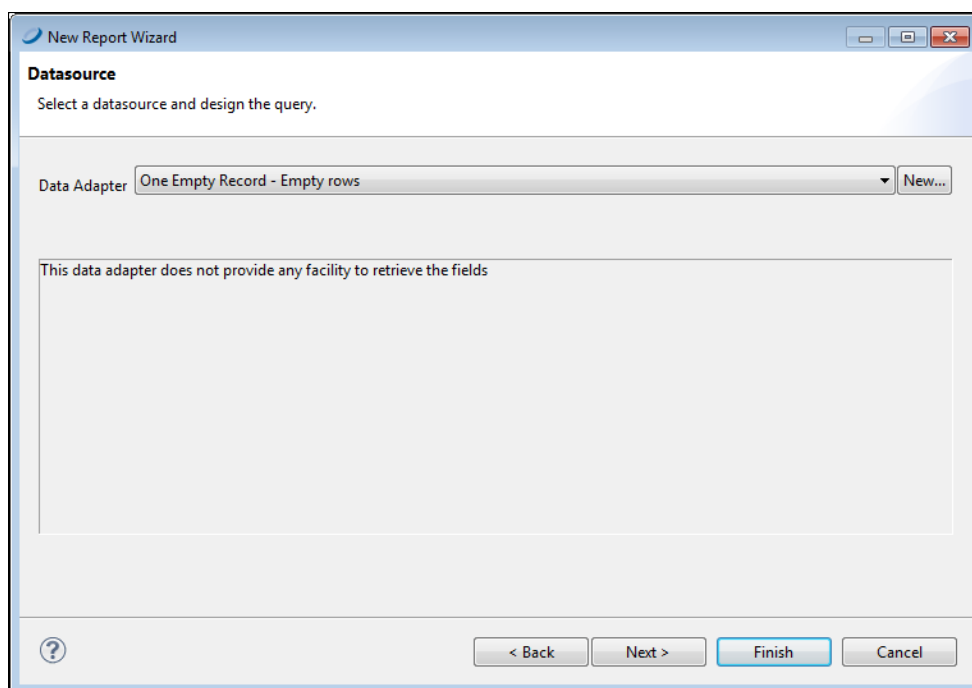 New Report Wizard
Datasource
Select a datasource and design the query.
Data Adapter One Empty Record - Empty rows New...
This data adapter does not provide any facility to retrieve the fields
? < Back Next > Finish Cancel